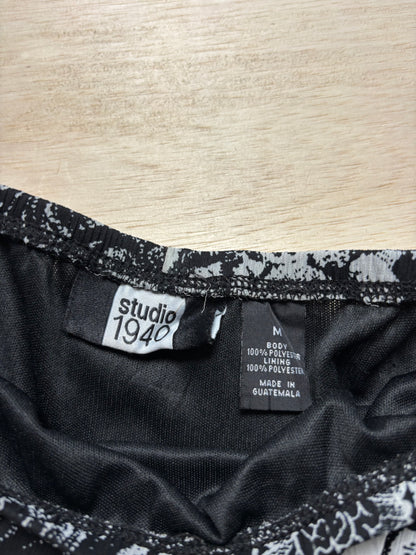 studio
1940
M
BODY
100% POLYESTER
LINING
100% POLYESTER
MADE IN
GUATEMALA